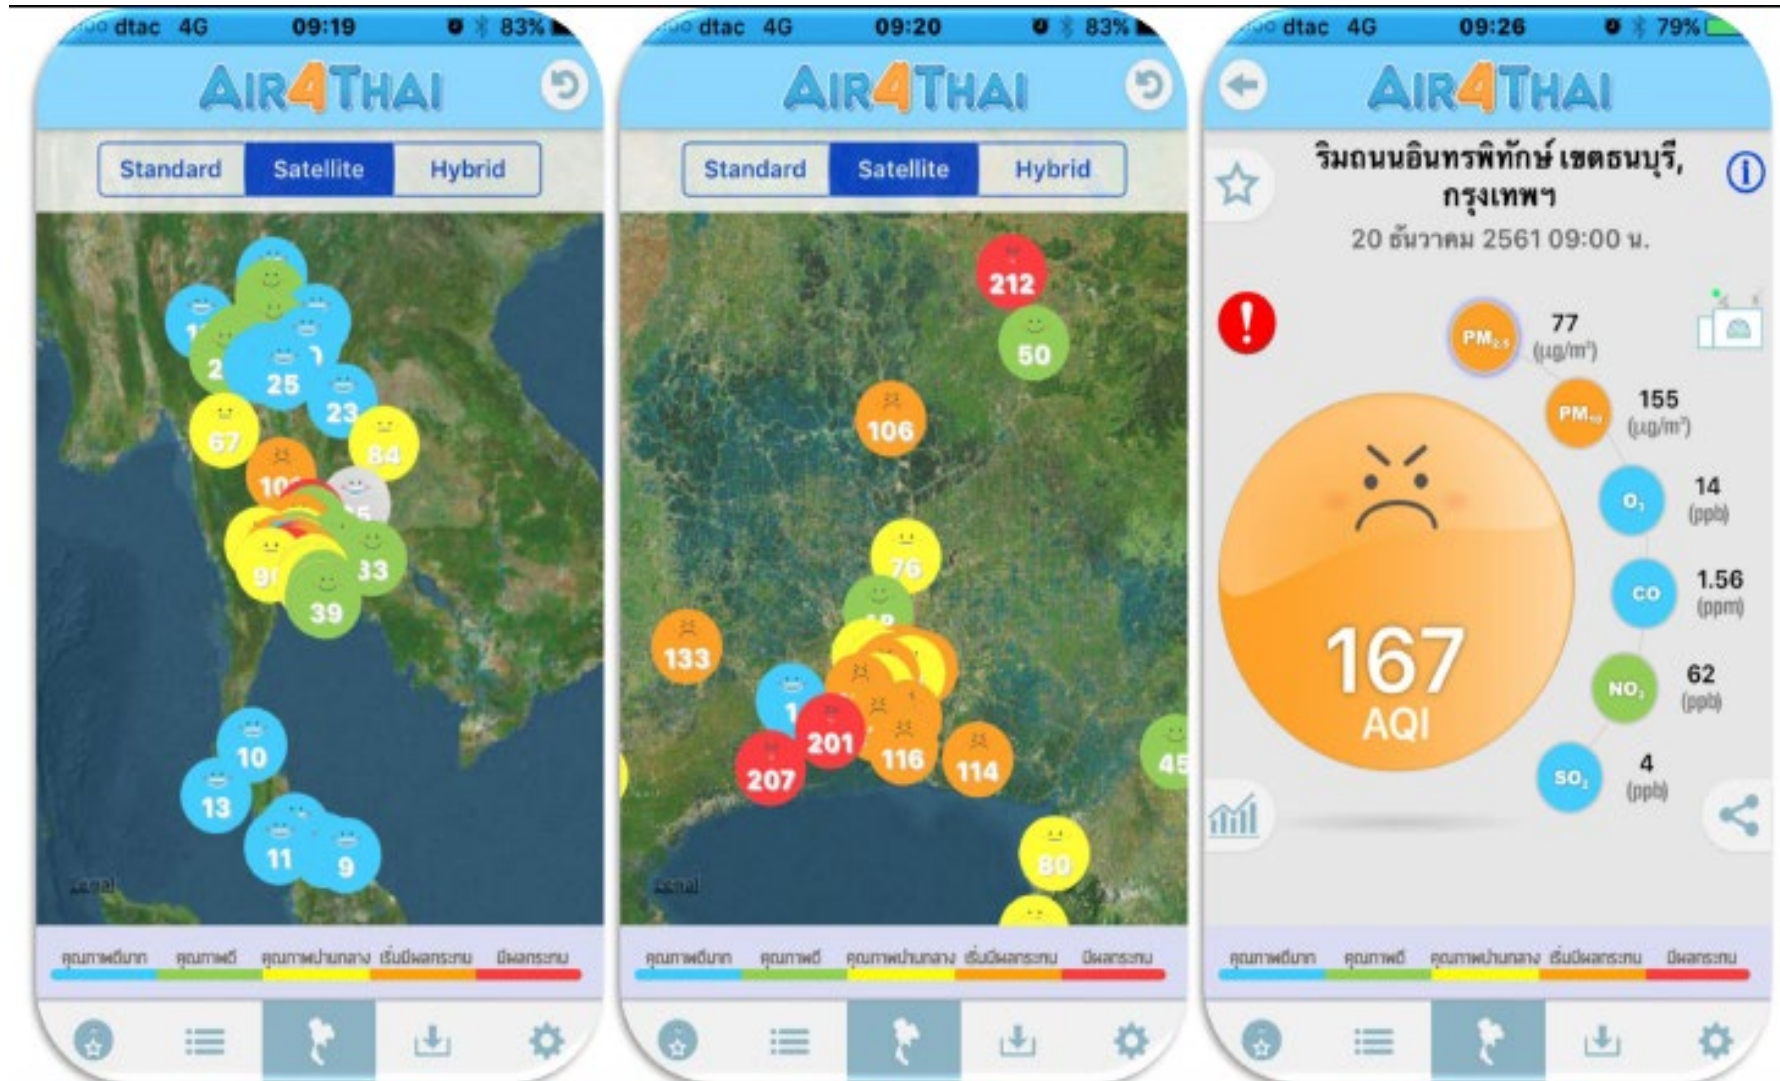 dtac 4G 09:19 83%
AIR4THAI
Standard Satellite Hybrid
25
23
67
84
33
39
10
13
11
9
Legal
คุณภาพดีมาก คุณภาพดี คุณภาพปานกลาง เริ่มมีผลกระทบ มีผลกระทบ
dtac 4G 09:20 83%
AIR4THAI
Standard Satellite Hybrid
212
50
106
76
133
201
116
114
207
45
80
Legal
คุณภาพดีมาก คุณภาพดี คุณภาพปานกลาง เริ่มมีผลกระทบ มีผลกระทบ
dtac 4G 09:26 79%
AIR4THAI
ริมถนนอินทรพิทักษ์ เขตธนบุรี,
กรุงเทพฯ
20 ธันวาคม 2561 09:00 น.
PM2.5 77
(µg/m³)
PM10 155
(µg/m³)
O3 14
(ppb)
CO 1.56
(ppm)
NO2 62
(ppb)
SO2 4
(ppb)
167
AQI
คุณภาพดีมาก คุณภาพดี คุณภาพปานกลาง เริ่มมีผลกระทบ มีผลกระทบ